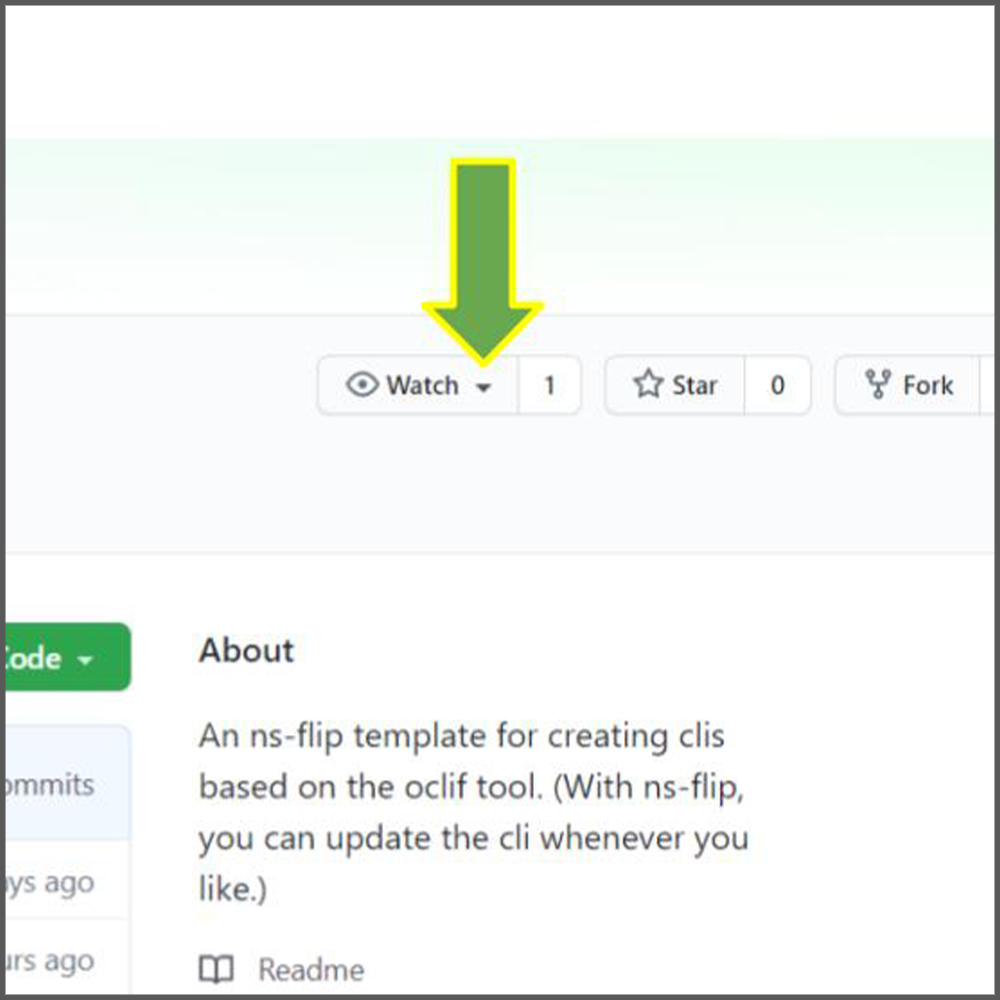 Watch 1 Star 0 Fork
Code About
An ns-flip template for creating clis
based on the oclif tool. (With ns-flip,
ommits
you can update the cli whenever you
ys ago
like.)
urs ago
Readme